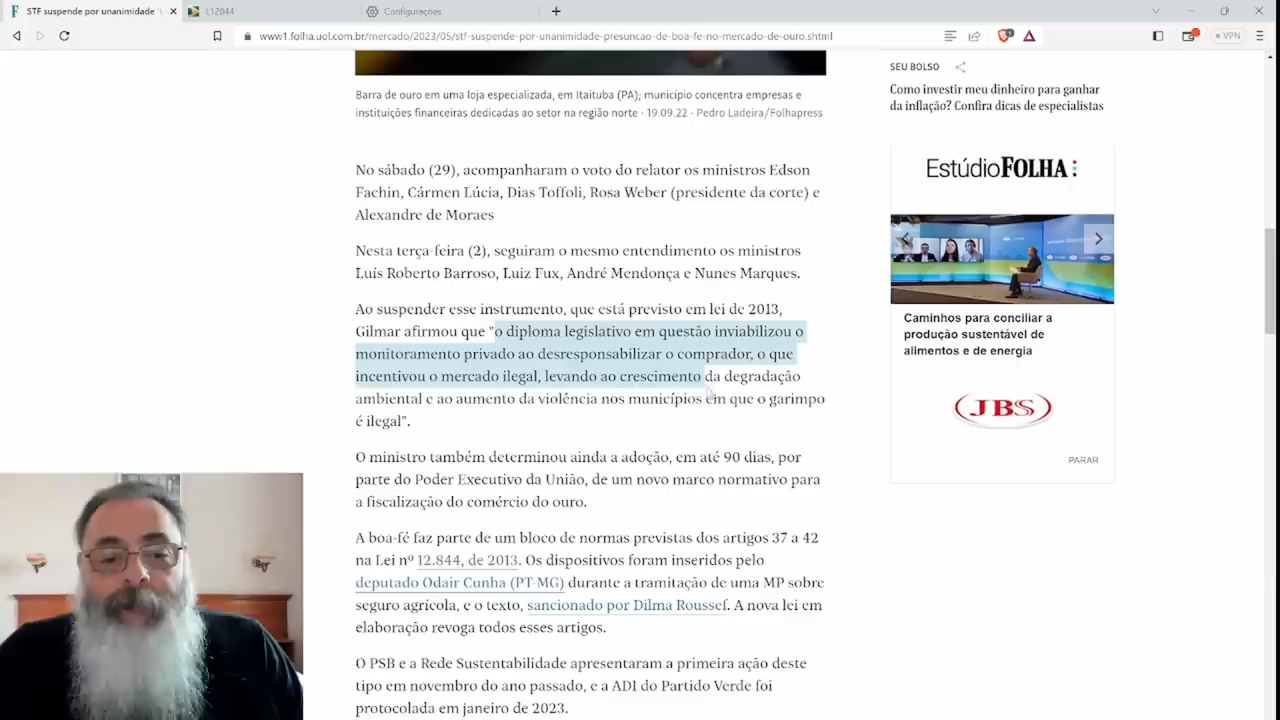 STF suspende por unanimidade
L12844
Configurações
www1.folha.uol.com.br/mercado/2023/05/stf-suspende-por-unanimidade-presuncao-de-boa-fe-no-mercado-de-ouro.shtml
VPN
Barra de ouro em uma loja especializada, em Itaituba (PA); município concentra empresas e
instituições financeiras dedicadas ao setor na região norte - 19.09.22 - Pedro Ladeira/Folhapress
No sábado (29), acompanharam o voto do relator os ministros Edson
Fachin, Cármen Lúcia, Dias Toffoli, Rosa Weber (presidente da corte) e
Alexandre de Moraes
Nesta terça-feira (2), seguiram o mesmo entendimento os ministros
Luís Roberto Barroso, Luiz Fux, André Mendonça e Nunes Marques.
Ao suspender esse instrumento, que está previsto em lei de 2013,
Gilmar afirmou que "o diploma legislativo em questão inviabilizou o
monitoramento privado ao desresponsabilizar o comprador, o que
incentivou o mercado ilegal, levando ao crescimento da degradação
ambiental e ao aumento da violência nos municípios em que o garimpo
é ilegal".
O ministro também determinou ainda a adoção, em até 90 dias, por
parte do Poder Executivo da União, de um novo marco normativo para
a fiscalização do comércio do ouro.
A boa-fé faz parte de um bloco de normas previstas dos artigos 37 a 42
na Lei nº 12.844, de 2013. Os dispositivos foram inseridos pelo
deputado Odair Cunha (PT-MG) durante a tramitação de uma MP sobre
seguro agrícola, e o texto, sancionado por Dilma Roussef. A nova lei em
elaboração revoga todos esses artigos.
O PSB e a Rede Sustentabilidade apresentaram a primeira ação deste
tipo em novembro do ano passado, e a ADI do Partido Verde foi
protocolada em janeiro de 2023.
SEU BOLSO
Como investir meu dinheiro para ganhar
da inflação? Confira dicas de especialistas
EstúdioFOLHA:
Caminhos para conciliar a
produção sustentável de
alimentos e de energia
JBS
PARAR